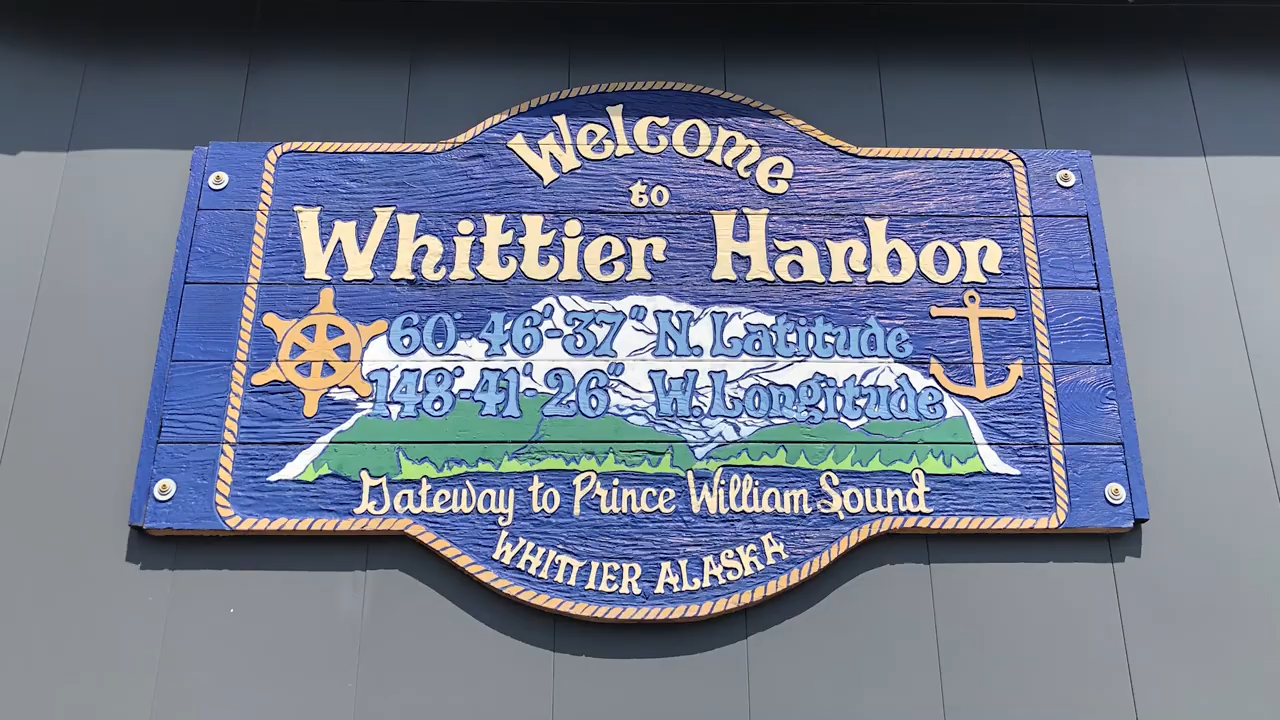 Welcome
to
Whittier Harbor
60°-46'-37" N. Latitude
148°-41'-26" W. Longitude
Gateway to Prince William Sound
WHITTIER ALASKA